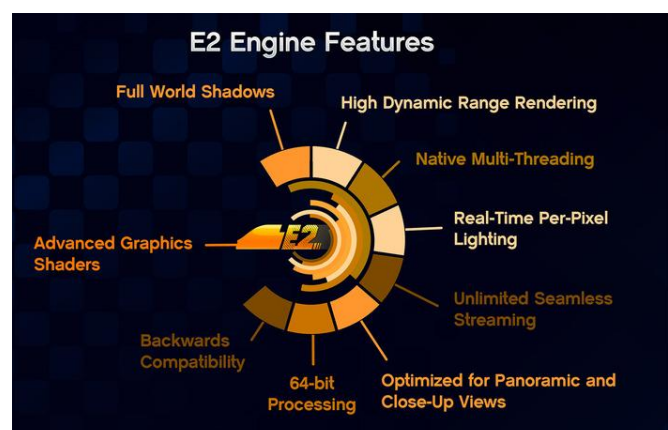 E2 Engine Features
Full World Shadows
High Dynamic Range Rendering
Native Multi-Threading
Real-Time Per-Pixel
Lighting
E2
Advanced Graphics
Shaders
Unlimited Seamless
Streaming
Backwards
Compatibility
64-bit
Processing
Optimized for Panoramic and
Close-Up Views